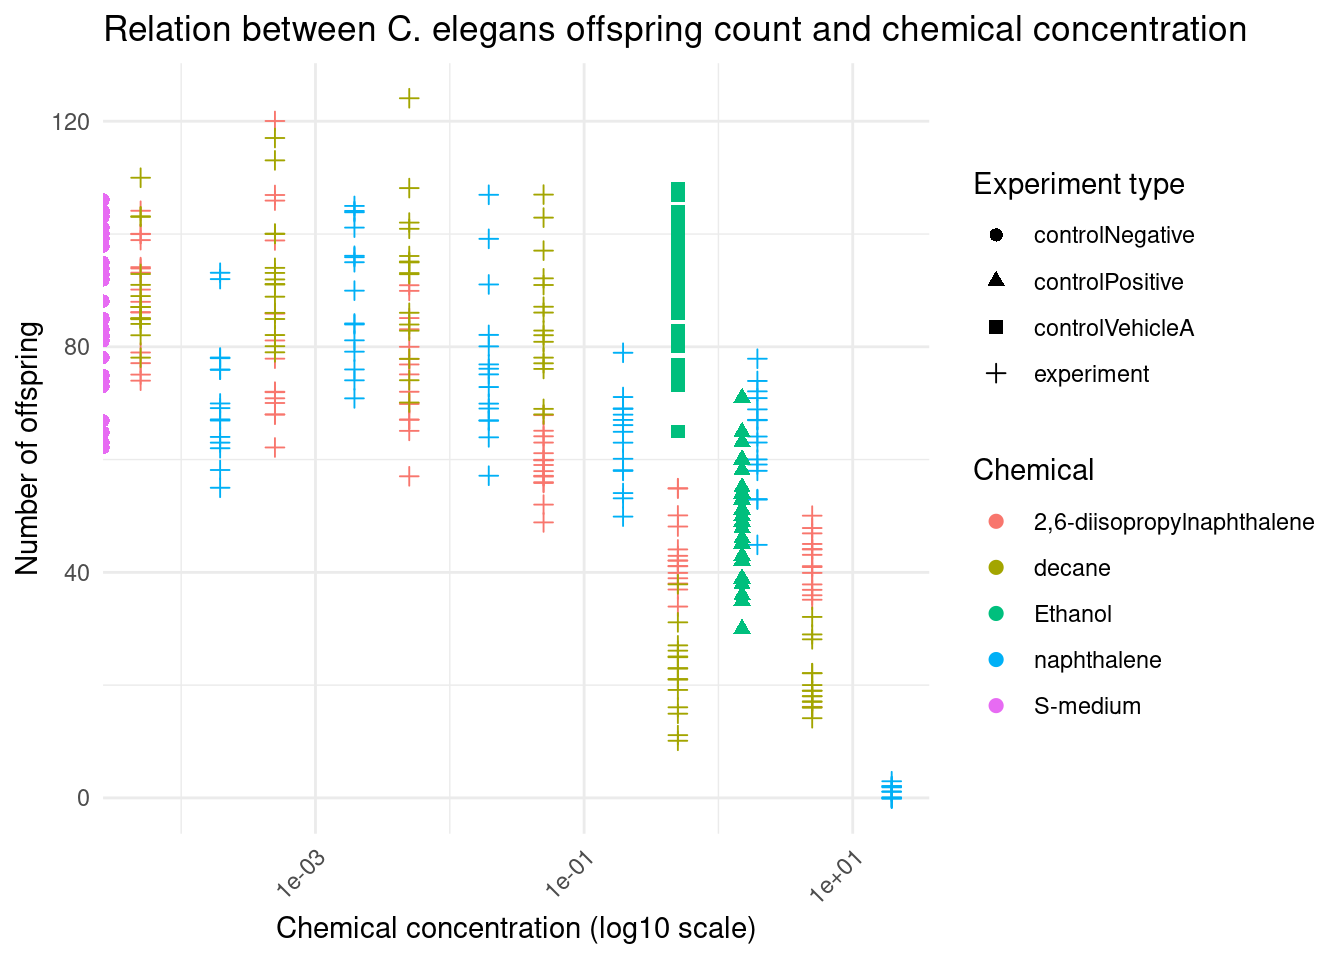 Relation between C. elegans offspring count and chemical concentration
Number of offspring
120
80
40
0
1e-03
1e-01
1e+01
Chemical concentration (log10 scale)
Experiment type
controlNegative
controlPositive
controlVehicleA
experiment
Chemical
2,6-diisopropylnaphthalene
decane
Ethanol
naphthalene
S-medium